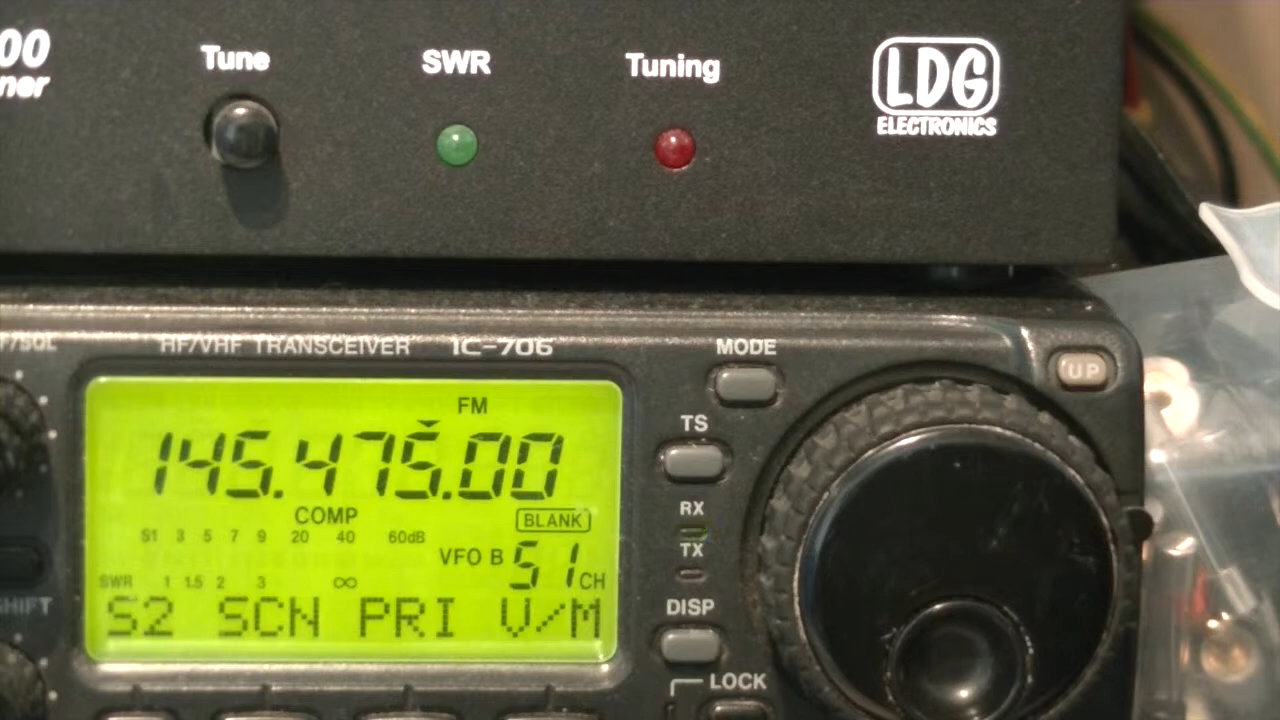 00
ner
Tune
SWR
Tuning
LDG
ELECTRONICS
F/SQL
HF/VHF TRANSCEIVER IC-706
MODE
UP
FM
145.475.00
TS
COMP
BLANK
RX
S1 3 5 7 9 20 40 60dB
VFO B 51 CH
TX
SWR 1 1.5 2 3 ∞
SHIFT
S2 SCN PRI V/M
DISP
LOCK